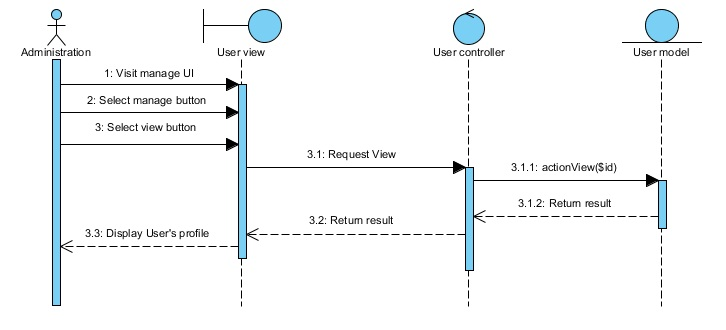 Administration
User view
User controller
User model
1: Visit manage UI
2: Select manage button
3: Select view button
3.1: Request View
3.1.1: actionView($id)
3.1.2: Return result
3.2: Return result
3.3: Display User's profile